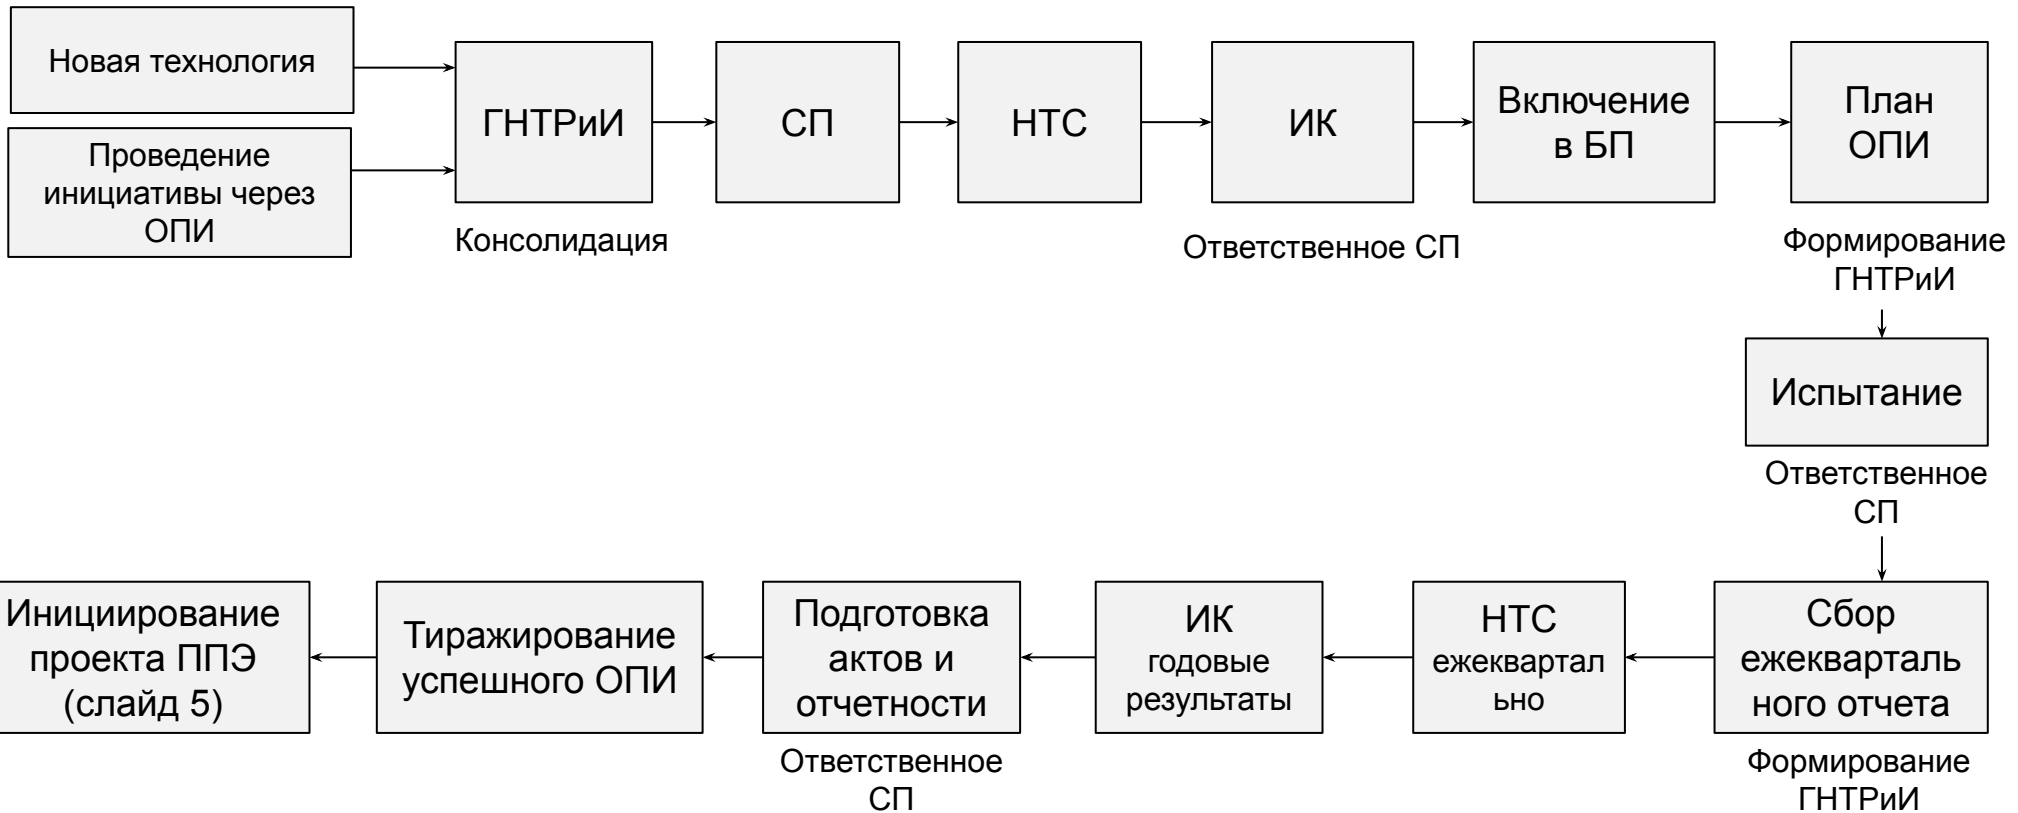 Новая технология
Проведение
инициативы через
ОПИ
ГНТРиИ
Консолидация
СП
НТС
ИК
Ответственное СП
Включение
в БП
План
ОПИ
Формирование
ГНТРиИ
Испытание
Ответственное
СП
Сбор
ежекварталь
ного отчета
Формирование
ГНТРиИ
НТС
ежекварталь
ьно
ИК
годовые
результаты
Подготовка
актов и
отчетности
Ответственное
СП
Тиражирование
успешного ОПИ
Инициирование
проекта ППЭ
(слайд 5)